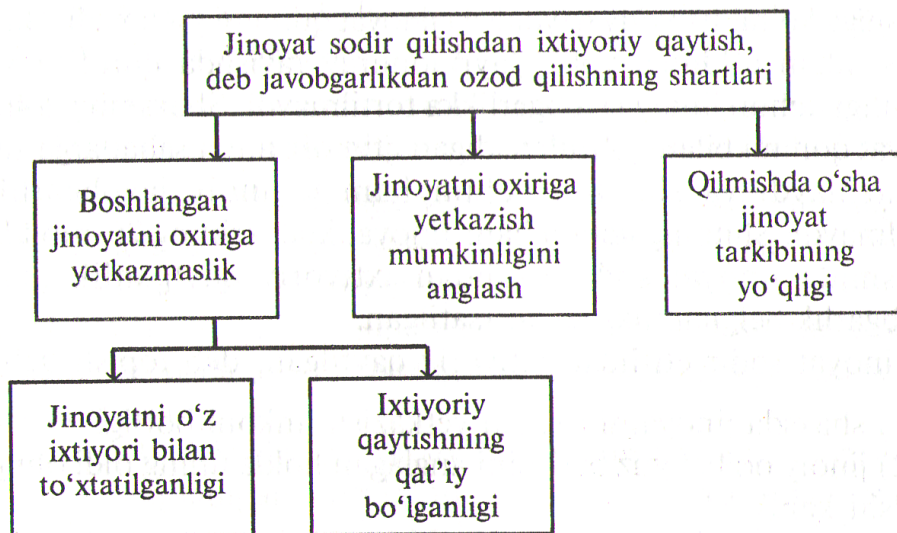 Jinoyat sodir qilishdan ixtiyoriy qaytish,
deb javobgarlikdan ozod qilishning shartlari
Boshlangan
jinoyatni oxiriga
yetkazmaslik
Jinoyatni oxiriga
yetkazish
mumkinligini
anglash
Qilmishda o‘sha
jinoyat
tarkibining
yo‘qligi
Jinoyatni o‘z
ixtiyori bilan
to‘xtatilganligi
Ixtiyoriy
qaytishning
qat’iy
bo‘lganligi